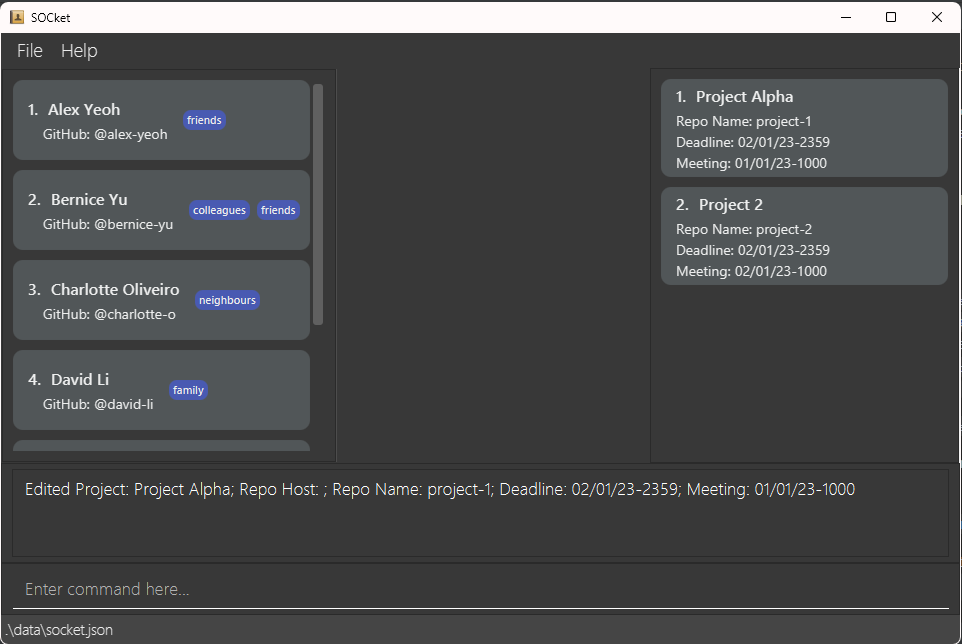 SOCket
File Help
1. Alex Yeoh
GitHub: @alex-yeoh
friends
2. Bernice Yu
GitHub: @bernice-yu
colleagues friends
3. Charlotte Oliveiro
GitHub: @charlotte-o
neighbours
4. David Li
GitHub: @david-li
family
1. Project Alpha
Repo Name: project-1
Deadline: 02/01/23-2359
Meeting: 01/01/23-1000
2. Project 2
Repo Name: project-2
Deadline: 02/01/23-2359
Meeting: 02/01/23-1000
Edited Project: Project Alpha; Repo Host: ; Repo Name: project-1; Deadline: 02/01/23-2359; Meeting: 01/01/23-1000
Enter command here...
.\data\socket.json